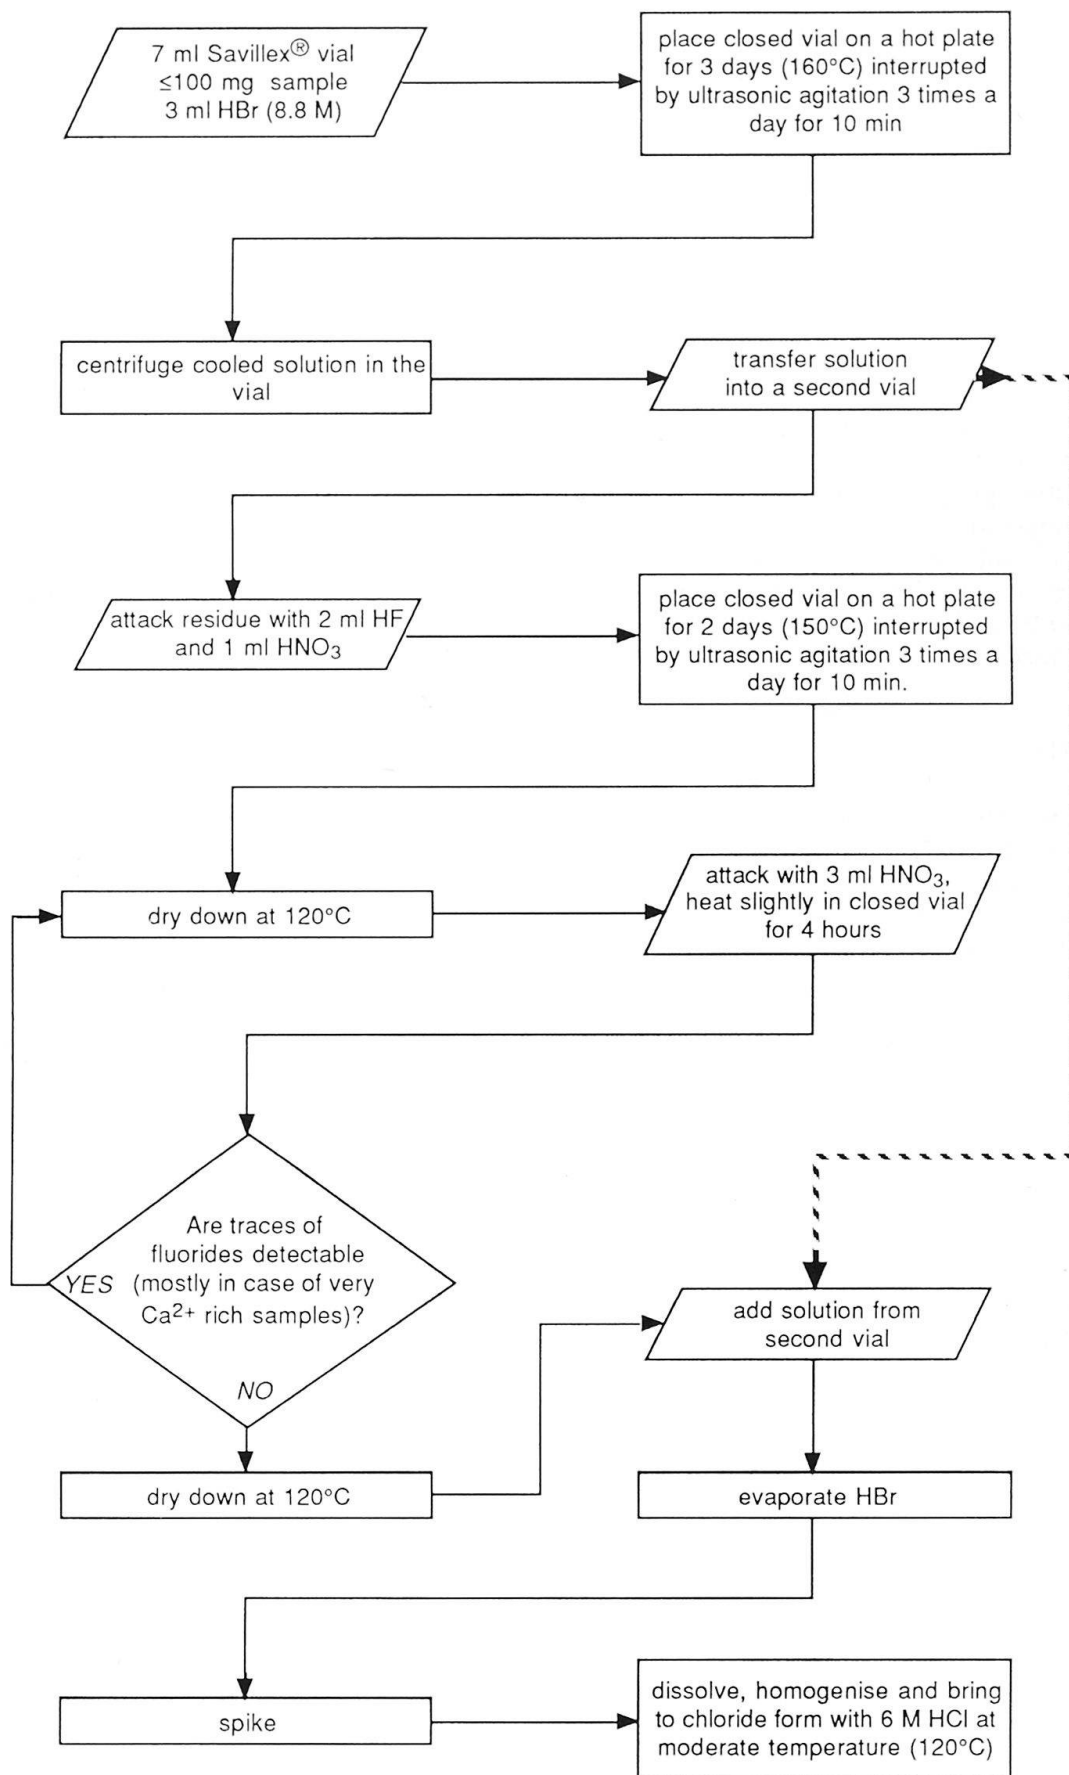 7 ml Savillex® vial
≤100 mg sample
3 ml HBr (8.8 M)
place closed vial on a hot plate
for 3 days (160°C) interrupted
by ultrasonic agitation 3 times a
day for 10 min
centrifuge cooled solution in the
vial
transfer solution
into a second vial
attack residue with 2 ml HF
and 1 ml HNO₃
place closed vial on a hot plate
for 2 days (150°C) interrupted
by ultrasonic agitation 3 times a
day for 10 min.
dry down at 120°C
attack with 3 ml HNO₃,
heat slightly in closed vial
for 4 hours
Are traces of
fluorides detectable
(mostly in case of very
Ca²⁺ rich samples)?
YES
NO
add solution from
second vial
dry down at 120°C
evaporate HBr
spike
dissolve, homogenise and bring
to chloride form with 6 M HCl at
moderate temperature (120°C)